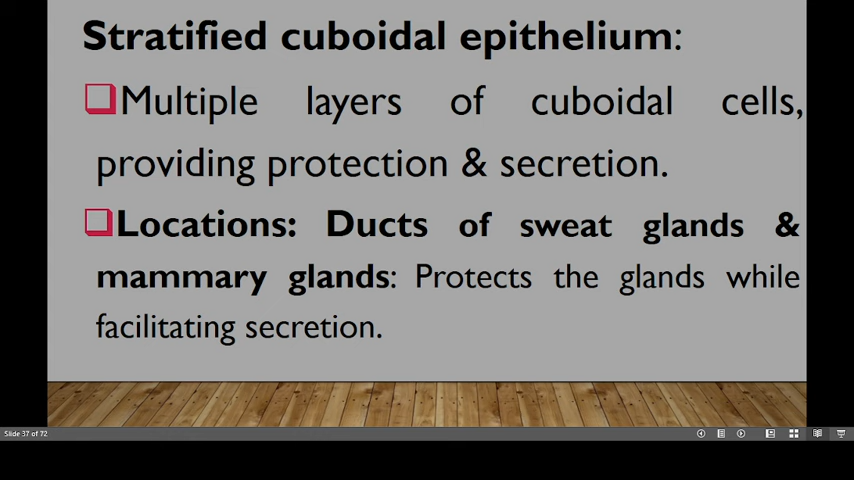 Stratified cuboidal epithelium:
Multiple layers of cuboidal cells,
providing protection & secretion.
Locations: Ducts of sweat glands &
mammary glands: Protects the glands while
facilitating secretion.
Slide 37 of 72